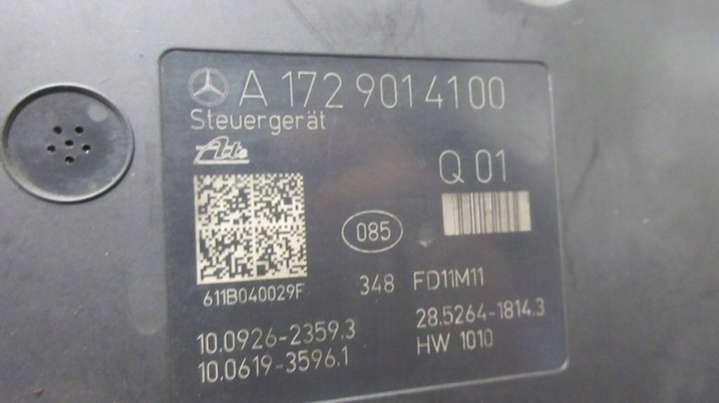 A 172 901 41 00
Steuergerät
Ate
Q 01
085
611B040029F
348 FD11M11
10.0926-2359.3
10.0619-3596.1
28.5264-1814.3
HW 1010